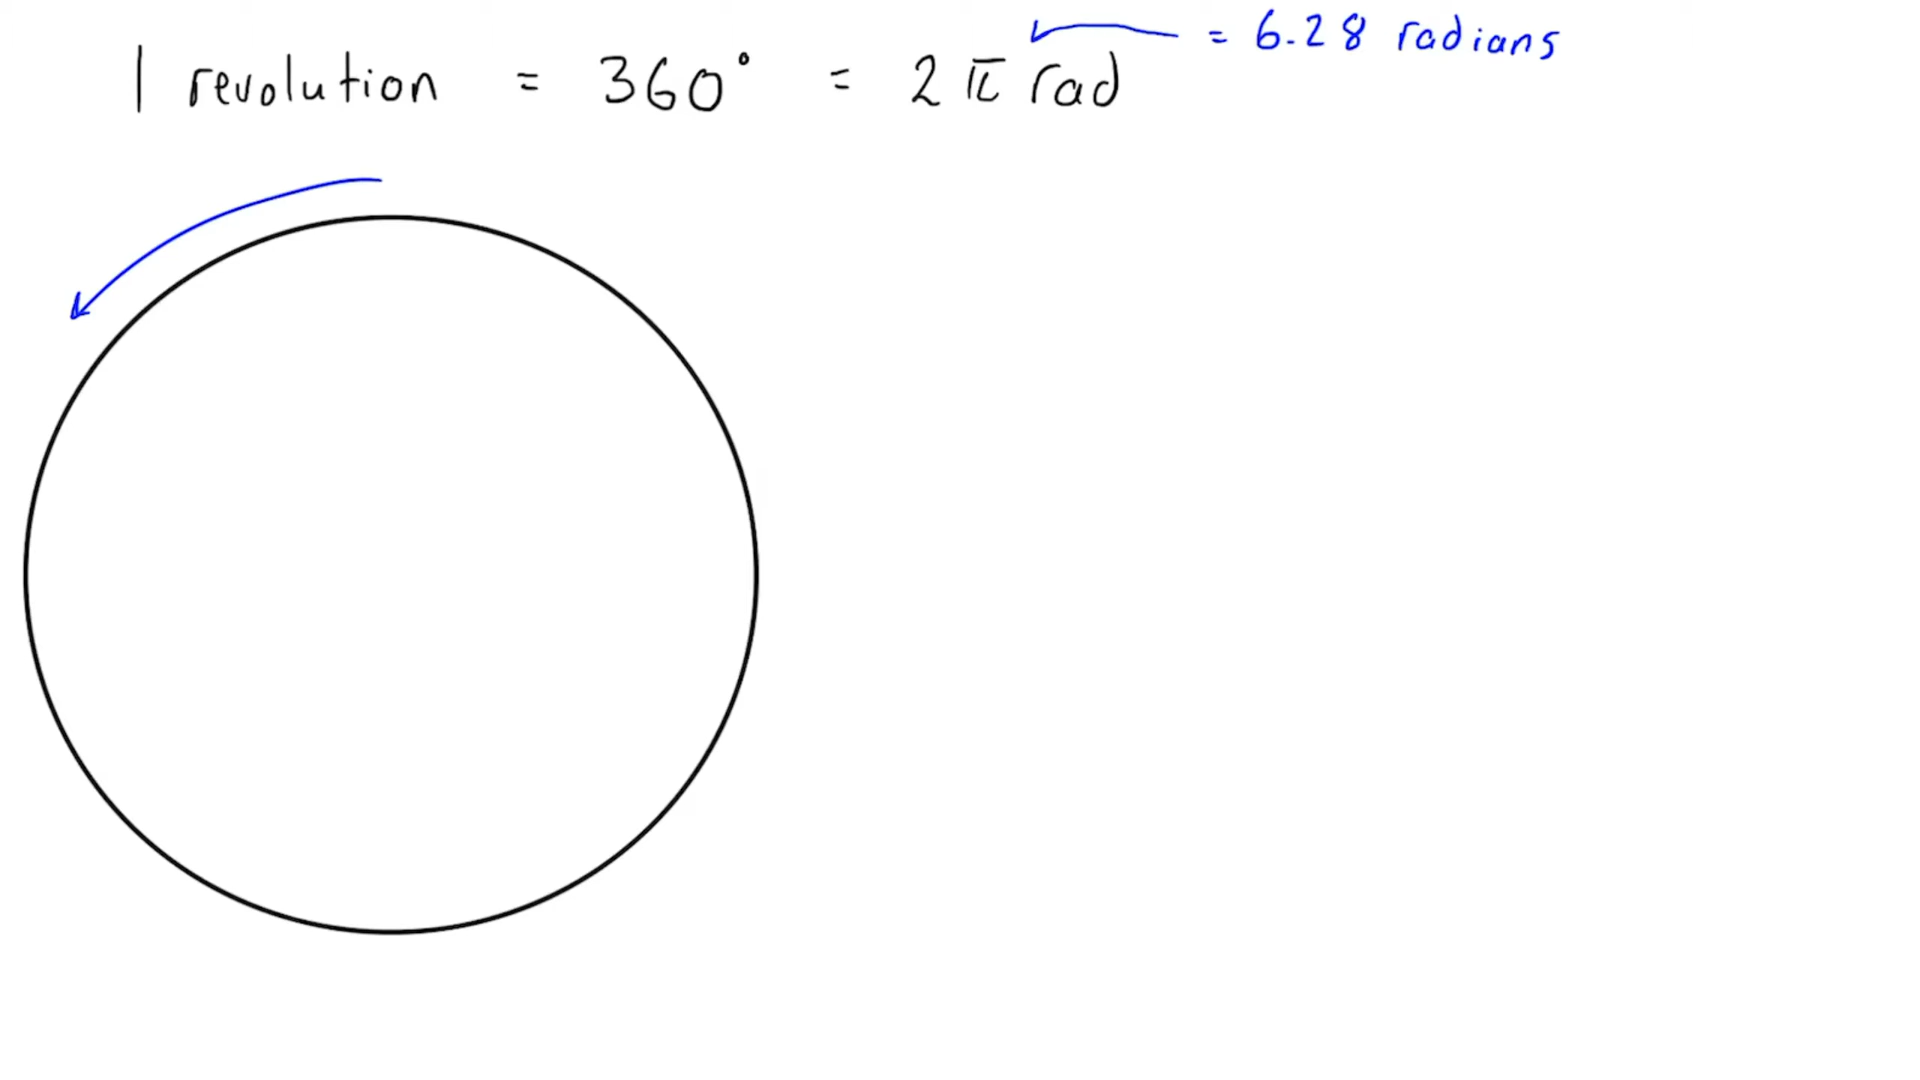 1 revolution = 360° = 2π rad
= 6.28 radians